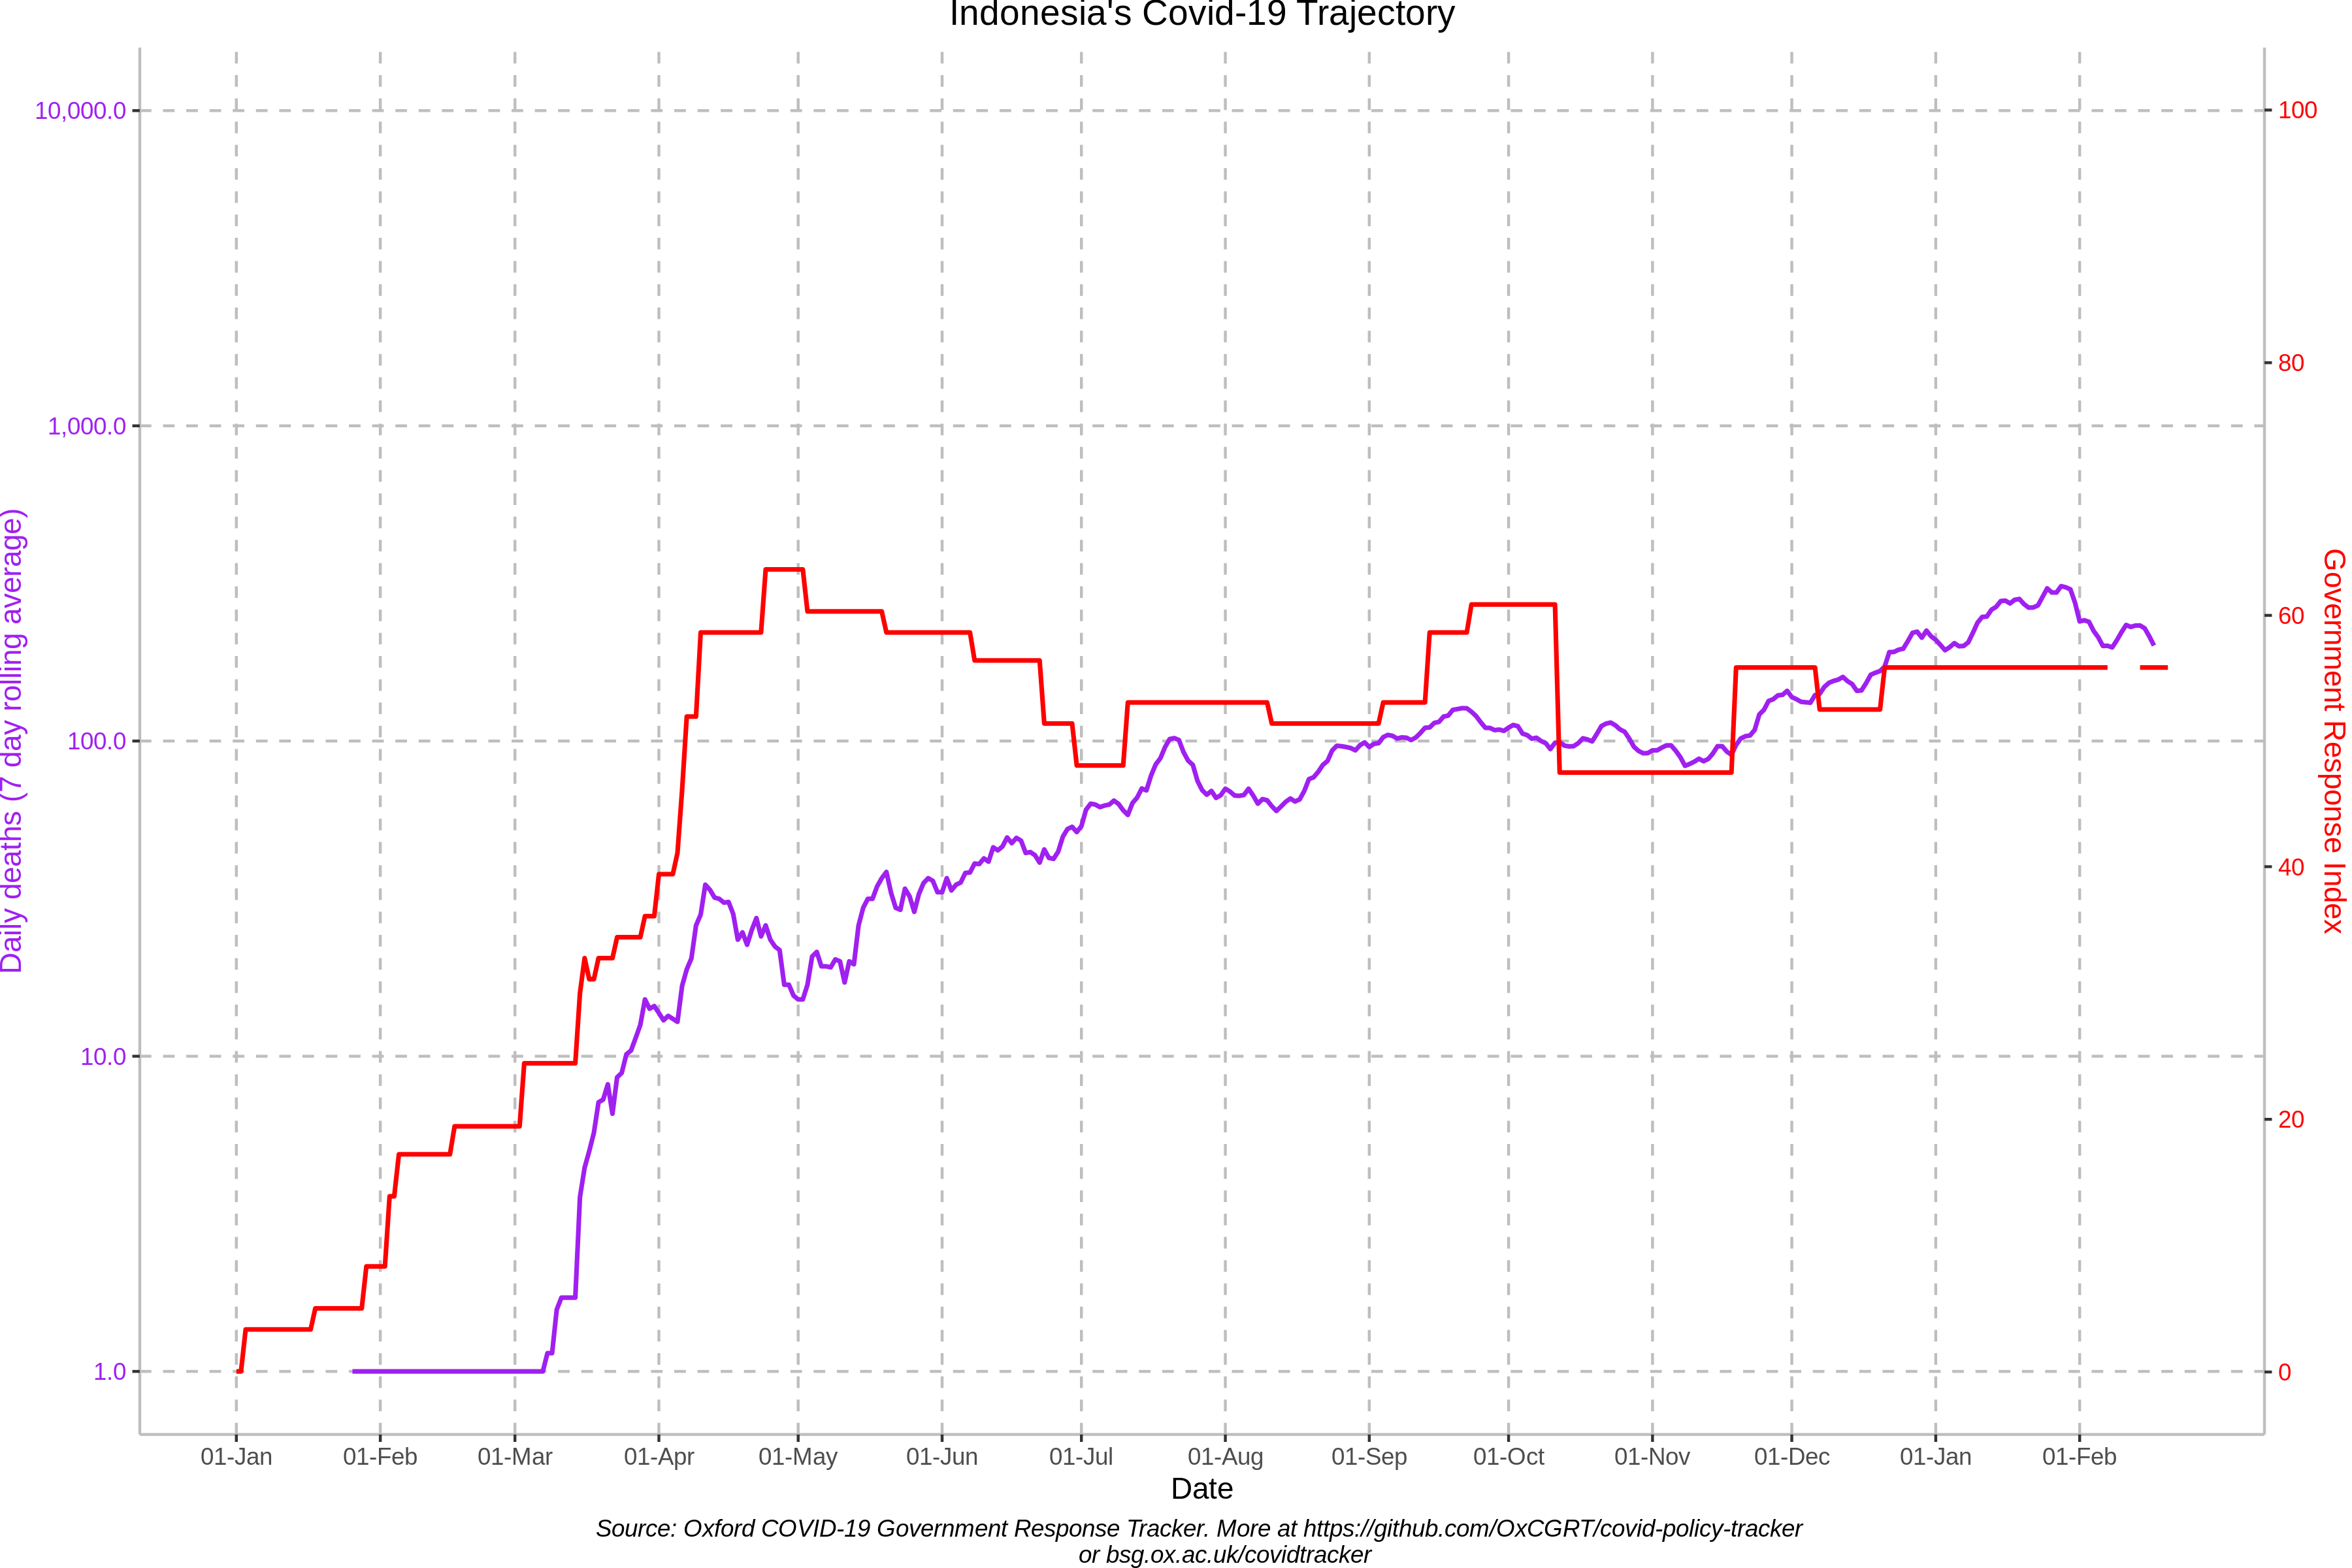 Indonesia's Covid-19 Trajectory
10,000.0
1,000.0
100.0
10.0
1.0
Daily deaths (7 day rolling average)
100
80
60
40
20
0
Government Response Index
01-Jan 01-Feb 01-Mar 01-Apr 01-May 01-Jun 01-Jul 01-Aug 01-Sep 01-Oct 01-Nov 01-Dec 01-Jan 01-Feb
Date
Source: Oxford COVID-19 Government Response Tracker. More at https://github.com/OxCGRT/covid-policy-tracker
or bsg.ox.ac.uk/covidtracker